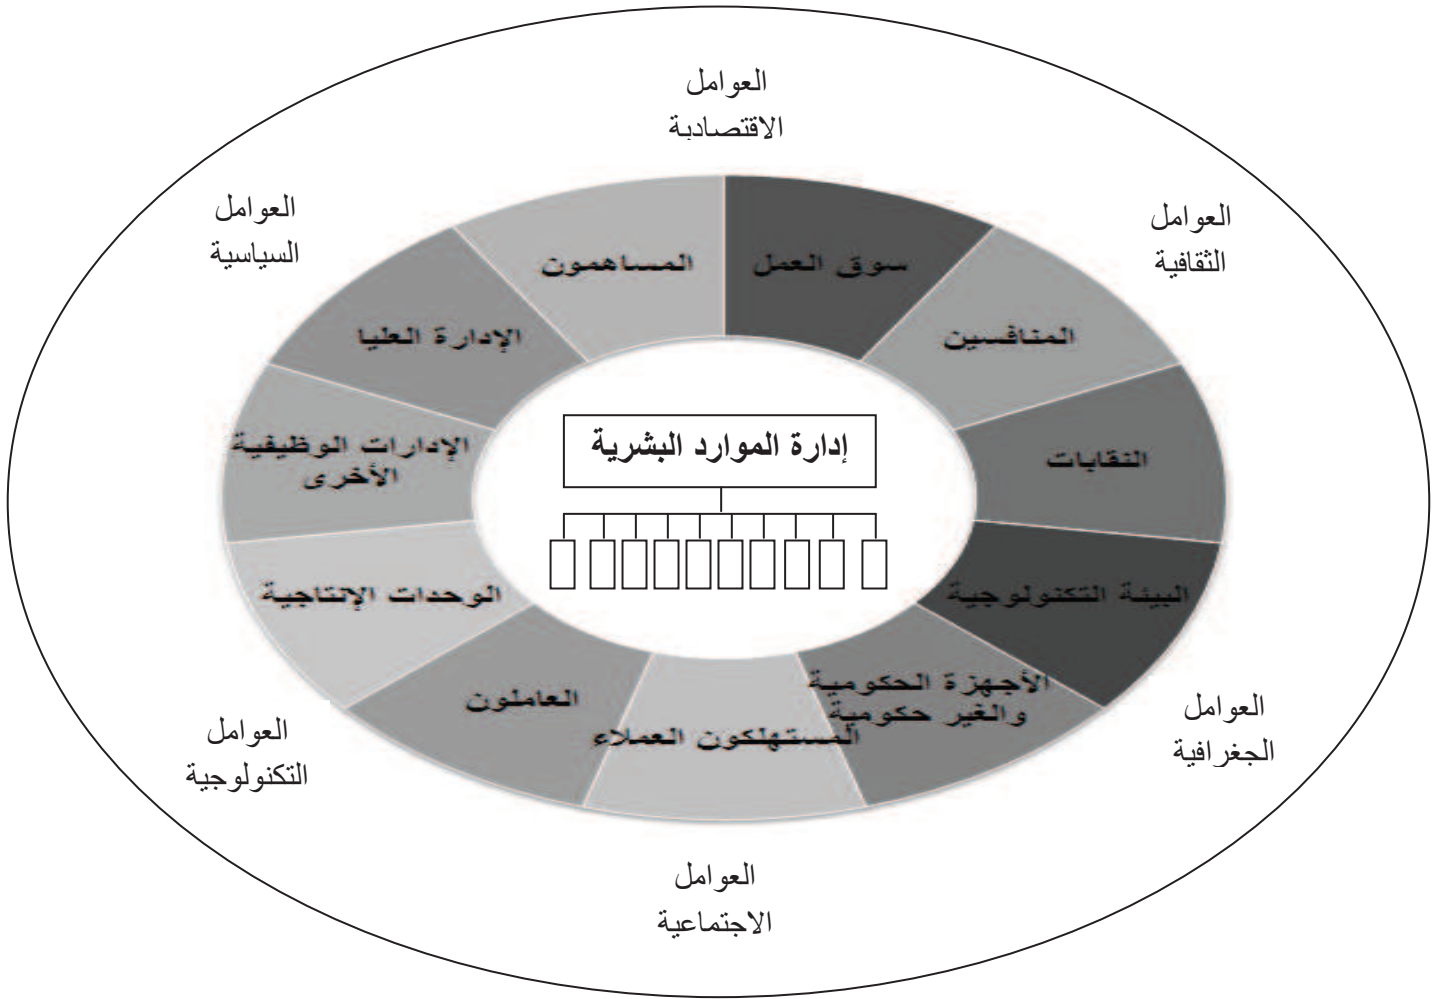 العوامل
الاقتصادية
العوامل
الثقافية
العوامل
السياسية
سوق العمل
المساهمون
المنافسين
الإدارة العليا
النقابات
الإدارات الوظيفية
الأخرى
إدارة الموارد البشرية
البيئة التكنولوجية
الوحدات الإنتاجية
الأجهزة الحكومية
والغير حكومية
المستهلكون العملاء
العاملون
العوامل
الجغرافية
العوامل
التكنولوجية
العوامل
الاجتماعية